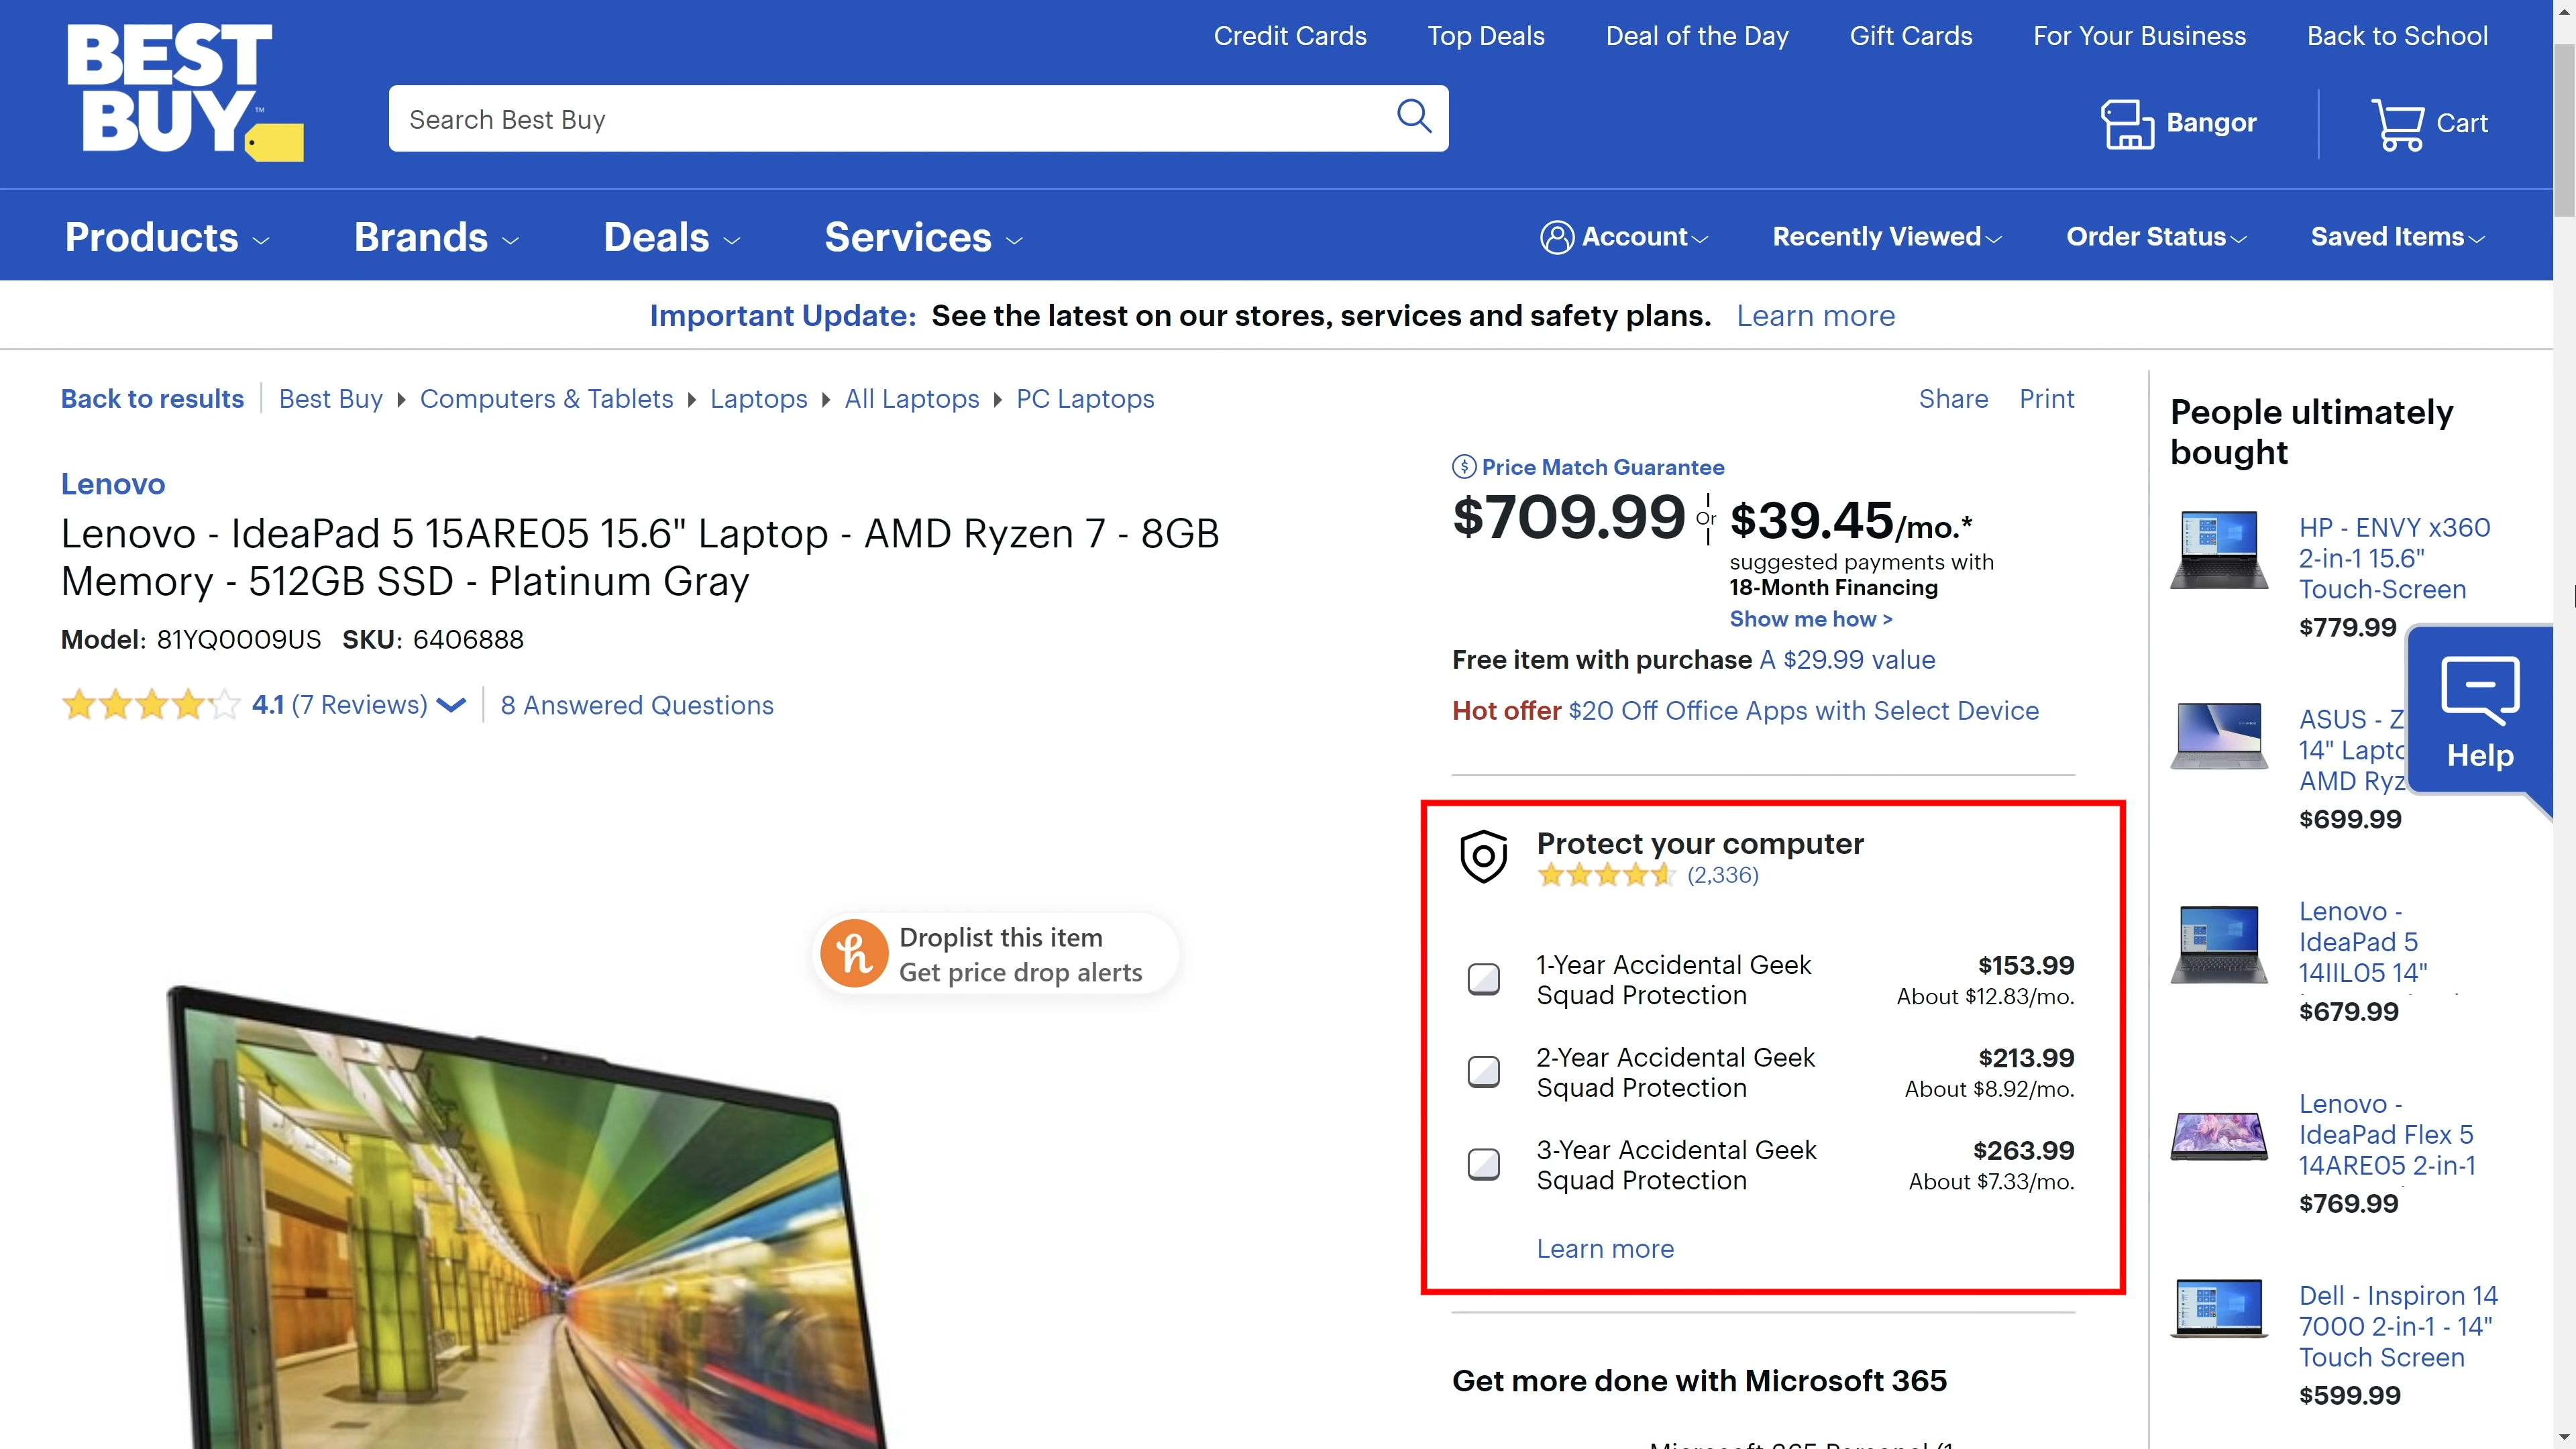 BEST
BUY™
Credit Cards
Top Deals
Deal of the Day
Gift Cards
For Your Business
Back to School
Search Best Buy
Bangor
Cart
Products
Brands
Deals
Services
Account
Recently Viewed
Order Status
Saved Items
Important Update: See the latest on our stores, services and safety plans. Learn more
Back to results
Best Buy
Computers & Tablets
Laptops
All Laptops
PC Laptops
Share
Print
Lenovo
Lenovo - IdeaPad 5 15ARE05 15.6" Laptop - AMD Ryzen 7 - 8GB
Memory - 512GB SSD - Platinum Gray
Model: 81YQ0009US SKU: 6406888
4.1 (7 Reviews)
8 Answered Questions
Droplist this item
Get price drop alerts
Price Match Guarantee
$709.99
Or
$39.45/mo.*
suggested payments with
18-Month Financing
Show me how >
Free item with purchase A $29.99 value
Hot offer $20 Off Office Apps with Select Device
Protect your computer
(2,336)
1-Year Accidental Geek
Squad Protection
$153.99
About $12.83/mo.
2-Year Accidental Geek
Squad Protection
$213.99
About $8.92/mo.
3-Year Accidental Geek
Squad Protection
$263.99
About $7.33/mo.
Learn more
Get more done with Microsoft 365
Microsoft 365 Personal (1
People ultimately
bought
HP - ENVY x360
2-in-1 15.6"
Touch-Screen
$779.99
ASUS - Z
14" Lapto
AMD Ryz
$699.99
Lenovo -
IdeaPad 5
14IIL05 14"
$679.99
Lenovo -
IdeaPad Flex 5
14ARE05 2-in-1
$769.99
Dell - Inspiron 14
7000 2-in-1 - 14"
Touch Screen
$599.99
Help